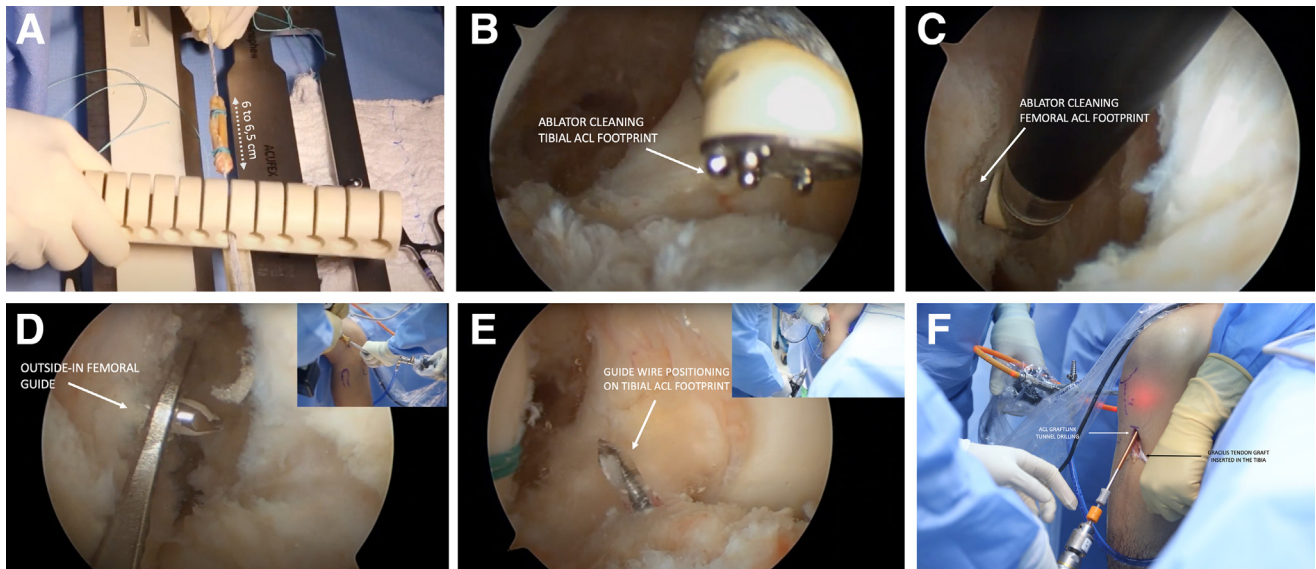 A
6 to 6,5 cm
ACUFEX
B
ABLATOR CLEANING
TIBIAL ACL FOOTPRINT
C
ABLATOR CLEANING
FEMORAL ACL FOOTPRINT
D
OUTSIDE-IN FEMORAL
GUIDE
E
GUIDE WIRE POSITIONING
ON TIBIAL ACL FOOTPRINT
F
ACL GRAFTLINK
TUNNEL DRILLING
GRACILIS TENDON GRAFT
INSERTED IN THE TIBIA